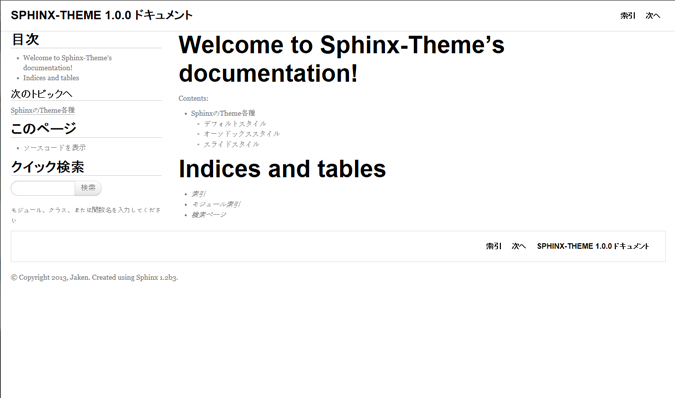 SPHINX-THEME 1.0.0 ドキュメント
索引 次へ
目次
Welcome to Sphinx-Theme's
documentation!
Indices and tables
次のトピックへ
SphinxのTheme各種
このページ
ソースコードを表示
クイック検索
検索
モジュール、クラス、または関数名を入力してくださ
い
Welcome to Sphinx-Theme's
documentation!
Contents:
SphinxのTheme各種
デフォルトスタイル
オーソドックススタイル
スライドスタイル
Indices and tables
索引
モジュール索引
検索ページ
索引 次へ SPHINX-THEME 1.0.0 ドキュメント
© Copyright 2013, Jaken. Created using Sphinx 1.2b3.